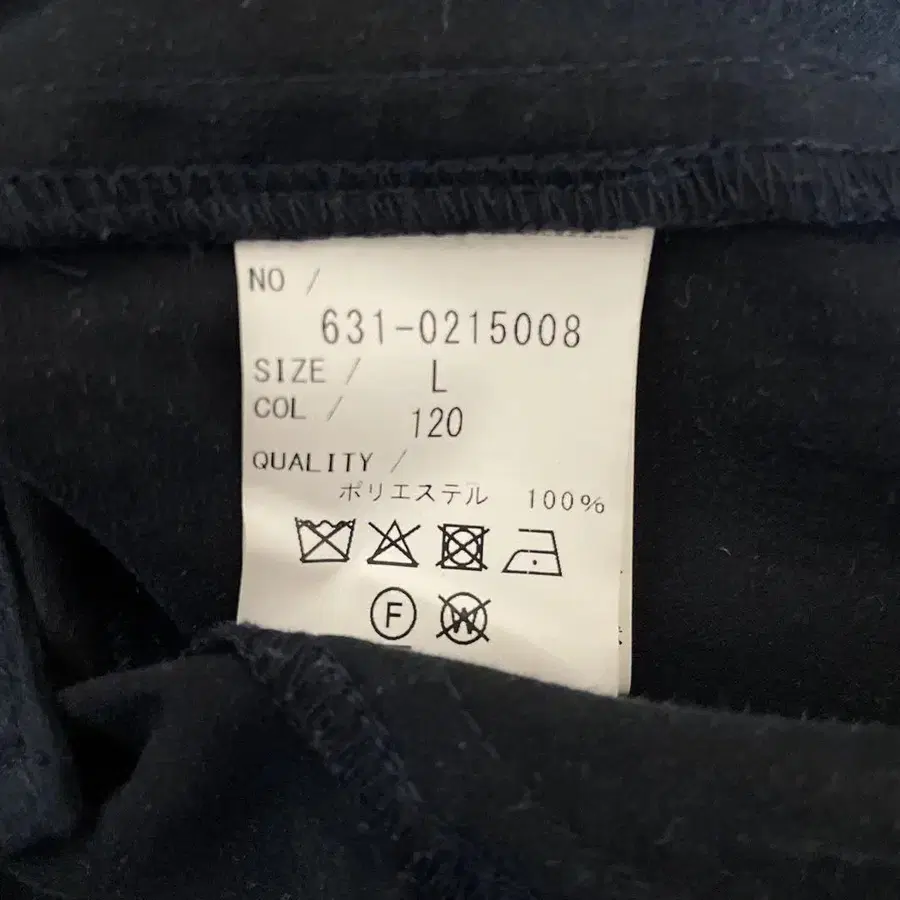 NO /
631-0215008
SIZE / L
COL / 120
QUALITY /
ポリエステル 100%
F W